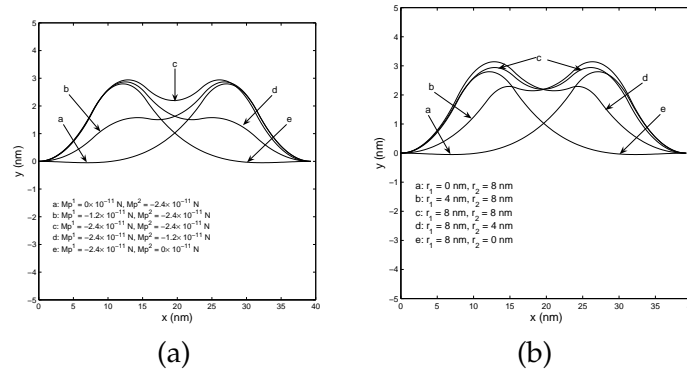 5
4
3
2
1
0
−1
−2
−3
−4
−5
y (nm)
0 5 10 15 20 25 30 35 40
x (nm)
a
b
c
d
e
a: Mp¹ = 0× 10⁻¹¹ N, Mp² = −2.4× 10⁻¹¹ N
b: Mp¹ = −1.2× 10⁻¹¹ N, Mp² = −2.4× 10⁻¹¹ N
c: Mp¹ = −2.4× 10⁻¹¹ N, Mp² = −2.4× 10⁻¹¹ N
d: Mp¹ = −2.4× 10⁻¹¹ N, Mp² = −1.2× 10⁻¹¹ N
e: Mp¹ = −2.4× 10⁻¹¹ N, Mp² = 0× 10⁻¹¹ N
(a)
5
4
3
2
1
0
−1
−2
−3
−4
−5
y (nm)
0 5 10 15 20 25 30 35
x (nm)
a
b
c
d
e
a: r₁ = 0 nm, r₂ = 8 nm
b: r₁ = 4 nm, r₂ = 8 nm
c: r₁ = 8 nm, r₂ = 8 nm
d: r₁ = 8 nm, r₂ = 4 nm
e: r₁ = 8 nm, r₂ = 0 nm
(b)